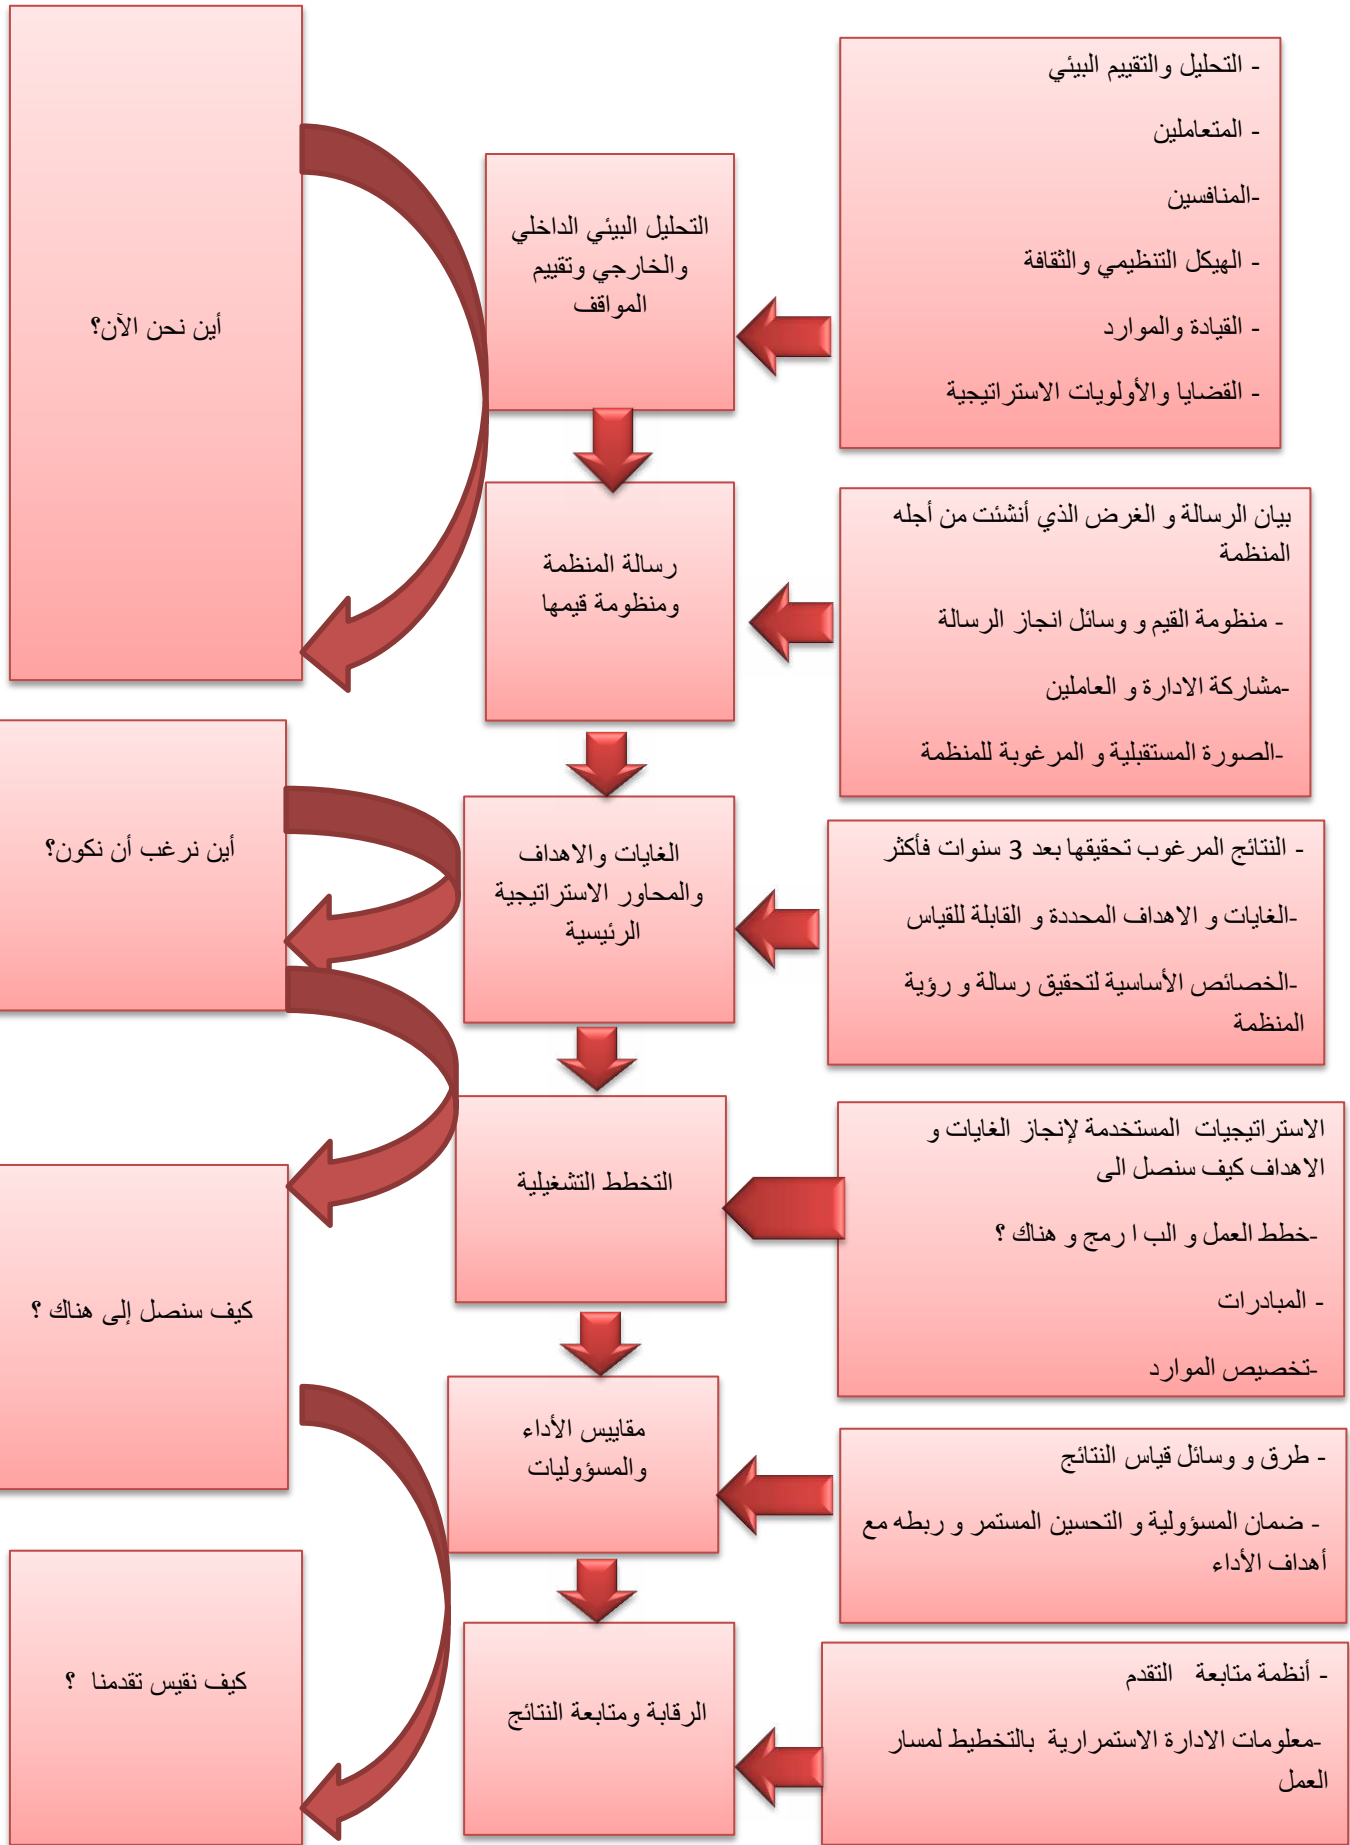 - التحليل والتقييم البيئي
- المتعاملين
-المنافسين
- الهيكل التنظيمي والثقافة
- القيادة والموارد
- القضايا والأولويات الاستراتيجية
التحليل البيئي الداخلي
والخارجي وتقييم
المواقف
أين نحن الآن؟
بيان الرسالة و الغرض الذي أنشئت من أجله
المنظمة
- منظومة القيم و وسائل انجاز الرسالة
-مشاركة الادارة و العاملين
-الصورة المستقبلية و المرغوبة للمنظمة
رسالة المنظمة
ومنظومة قيمها
- النتائج المرغوب تحقيقها بعد 3 سنوات فأكثر
-الغايات و الاهداف المحددة و القابلة للقياس
-الخصائص الأساسية لتحقيق رسالة و رؤية
المنظمة
الغايات والاهداف
والمحاور الاستراتيجية
الرئيسية
أين نرغب أن نكون؟
الاستراتيجيات المستخدمة لإنجاز الغايات و
الاهداف كيف سنصل الى
-خطط العمل و الب ا رمج و هناك ؟
- المبادرات
-تخصيص الموارد
التخطط التشغيلية
كيف سنصل إلى هناك ؟
- طرق و وسائل قياس النتائج
- ضمان المسؤولية و التحسين المستمر و ربطه مع
أهداف الأداء
مقاييس الأداء
والمسؤوليات
- أنظمة متابعة التقدم
-معلومات الادارة الاستمرارية بالتخطيط لمسار
العمل
الرقابة ومتابعة النتائج
كيف نقيس تقدمنا ؟